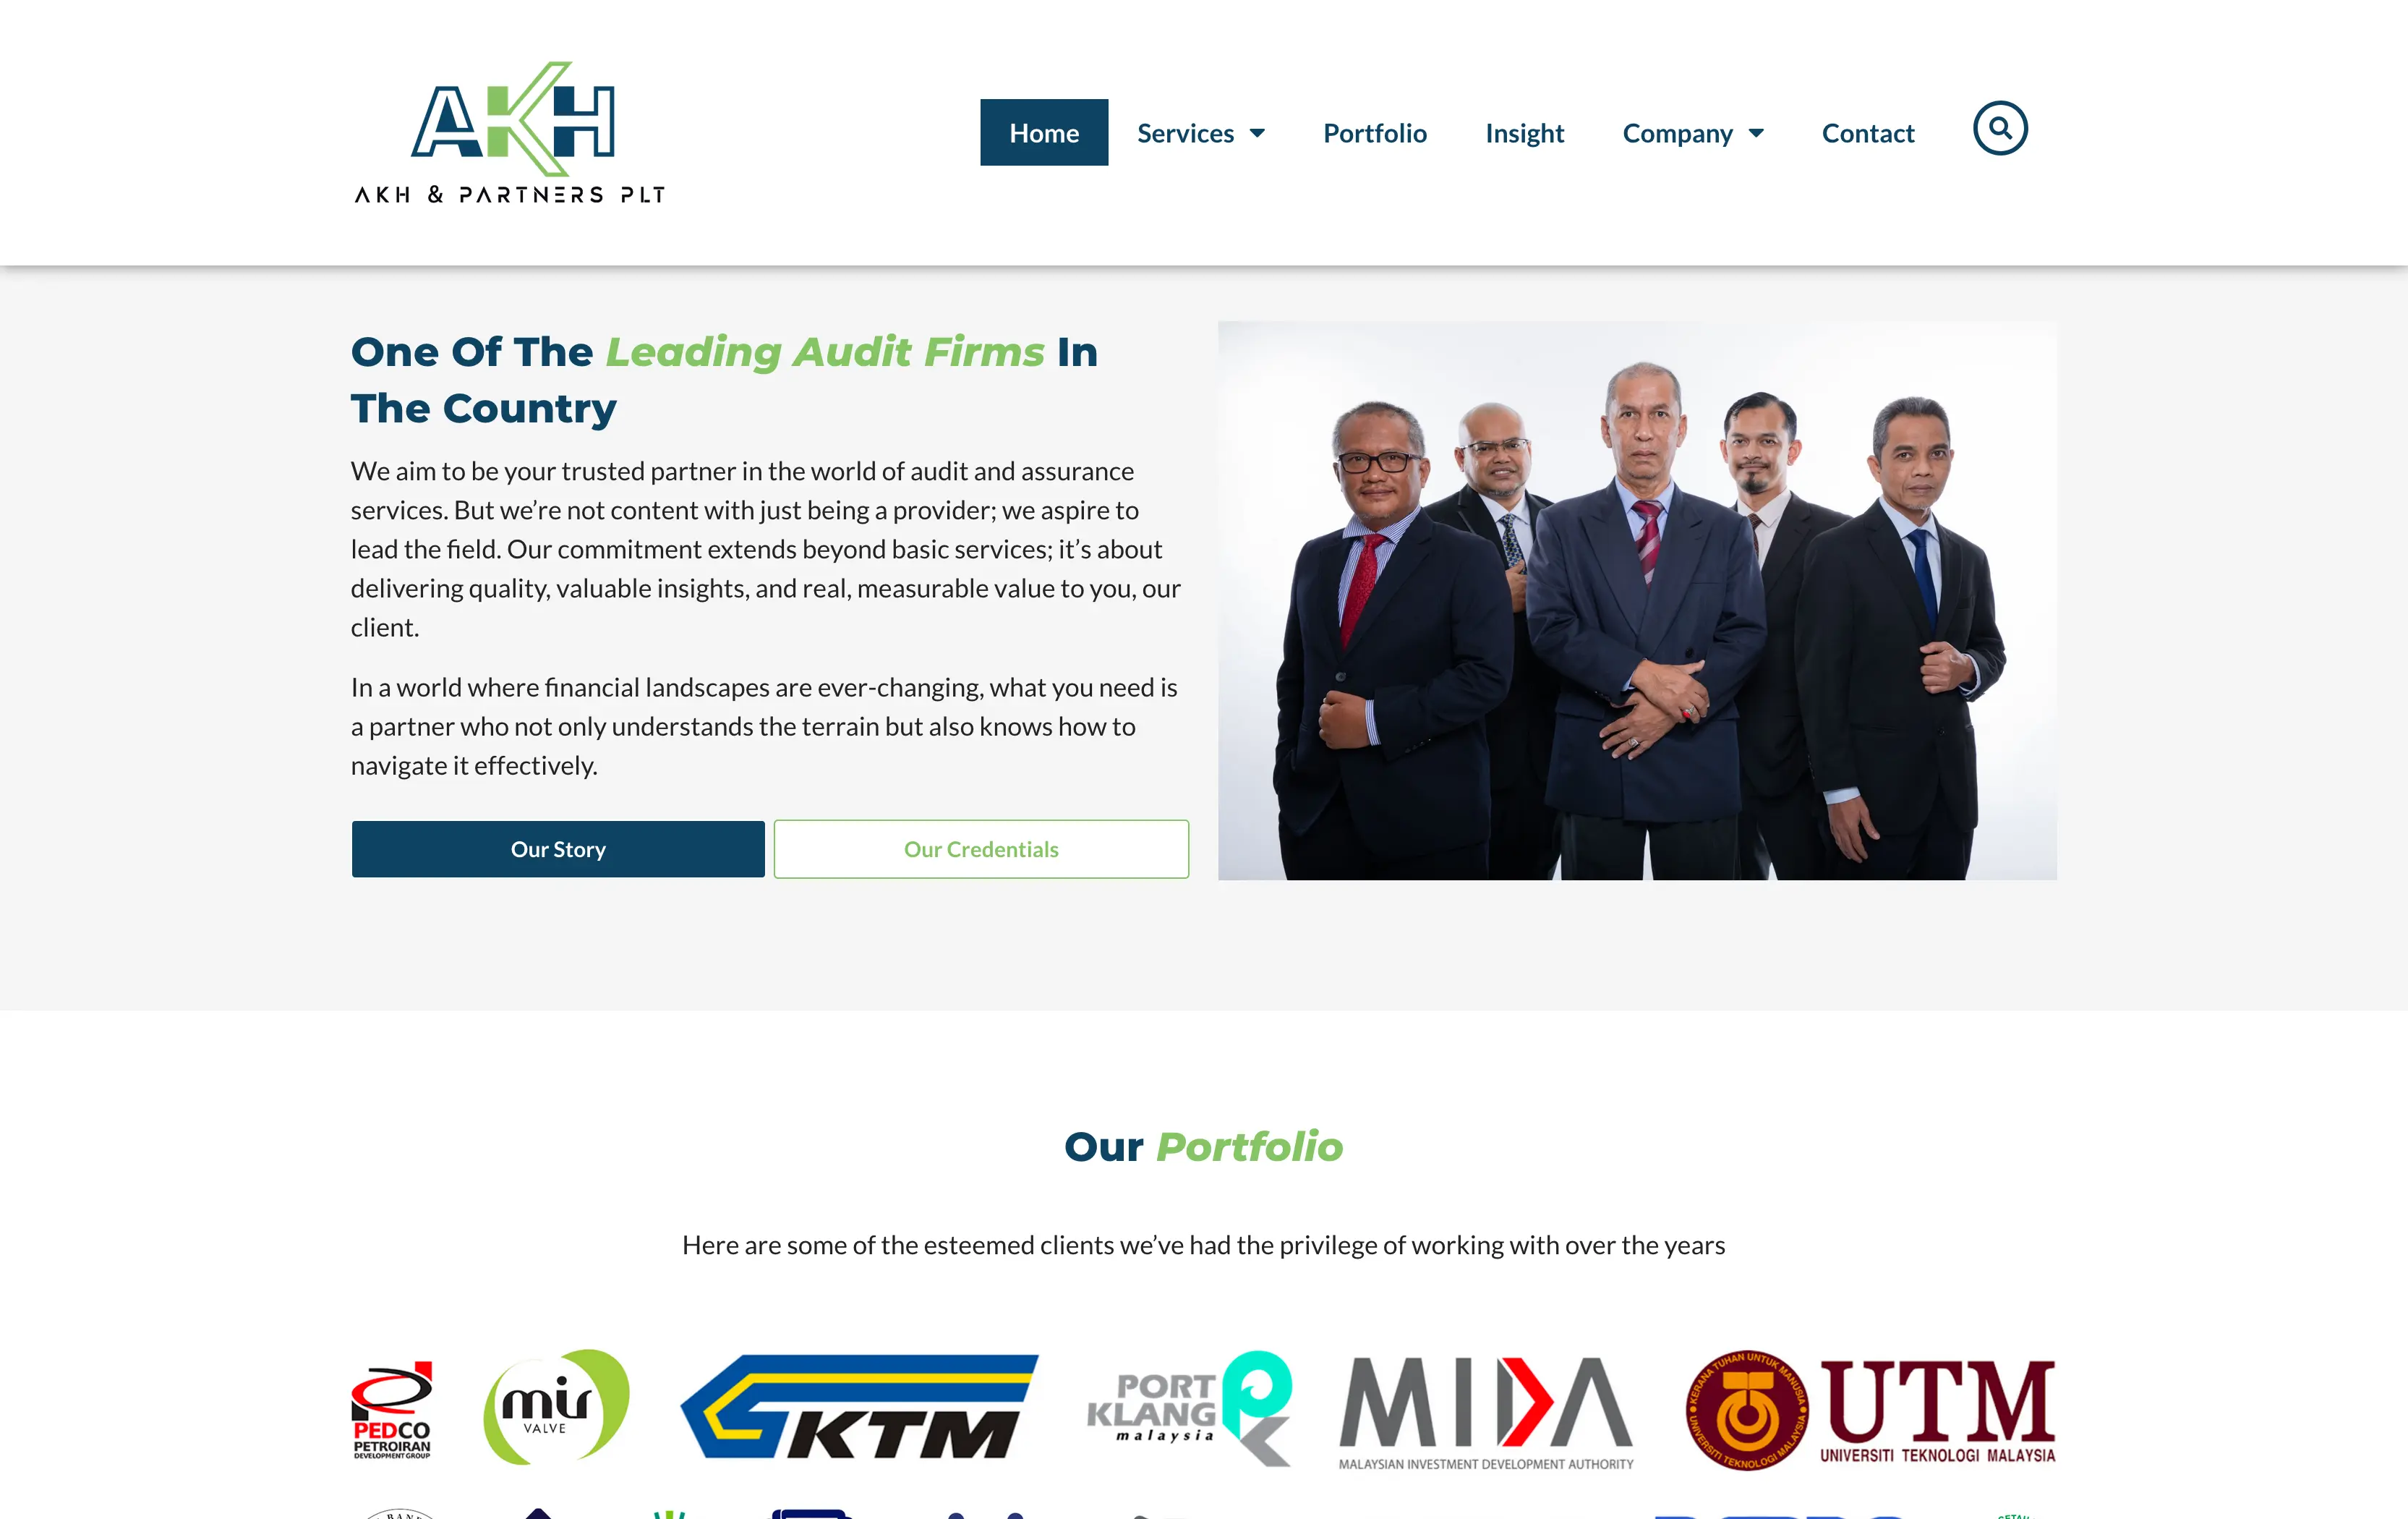 AKH
AKH & PARTNERS PLT
Home
Services
Portfolio
Insight
Company
Contact
One Of The Leading Audit Firms In
The Country
We aim to be your trusted partner in the world of audit and assurance
services. But we’re not content with just being a provider; we aspire to
lead the field. Our commitment extends beyond basic services; it’s about
delivering quality, valuable insights, and real, measurable value to you, our
client.
In a world where financial landscapes are ever-changing, what you need is
a partner who not only understands the terrain but also knows how to
navigate it effectively.
Our Story
Our Credentials
Our Portfolio
Here are some of the esteemed clients we’ve had the privilege of working with over the years
PEDCO
PETROIRAN
DEVELOPMENT GROUP
mir
VALVE
KTM
PORT
KLANG
malaysia
MIDA
MALAYSIAN INVESTMENT DEVELOPMENT AUTHORITY
KERANA TUHAN UNTUK MANUSIA
UNIVERSITI TEKNOLOGI MALAYSIA
UTM
UNIVERSITI TEKNOLOGI MALAYSIA